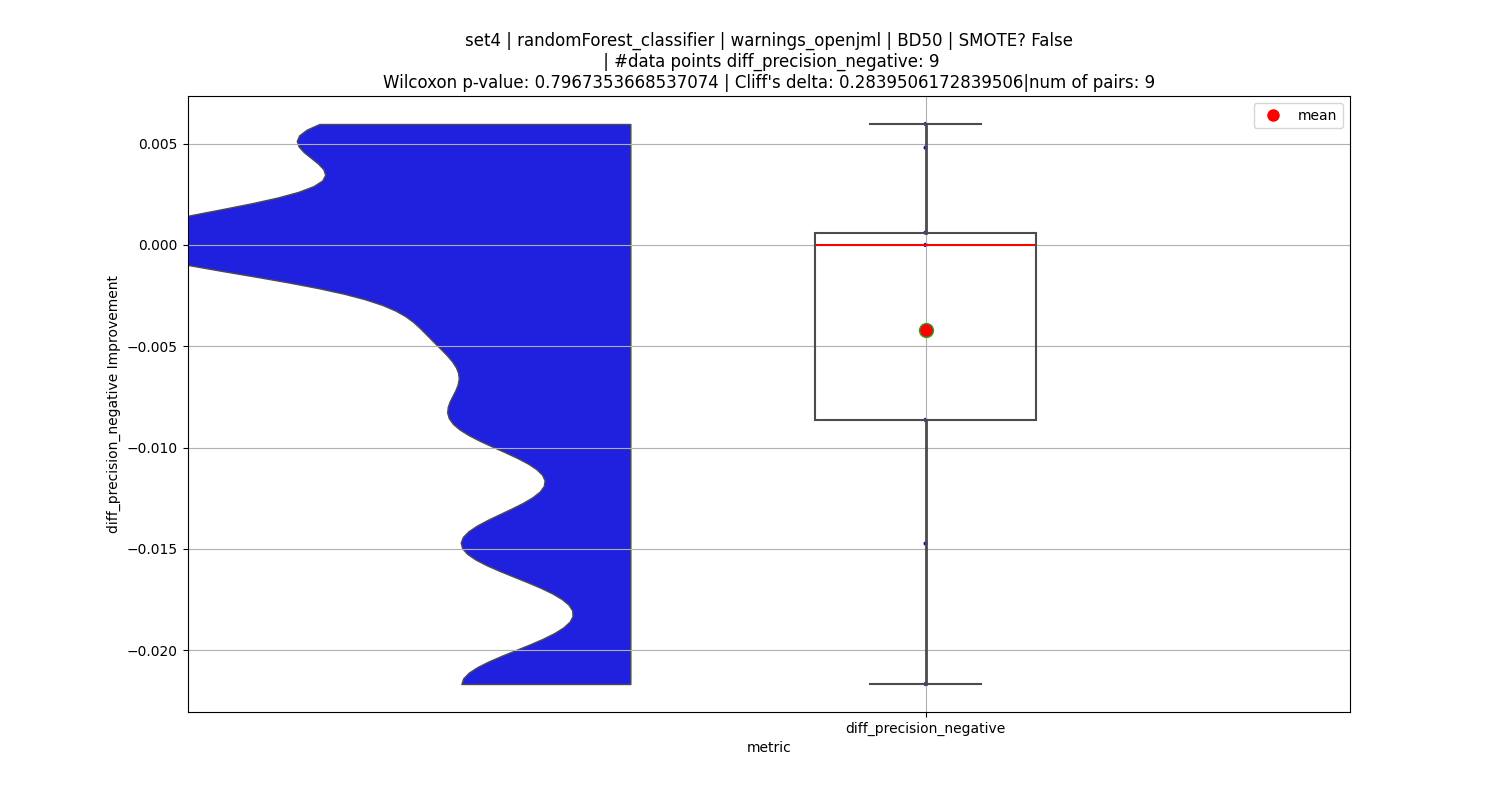 set4 | randomForest_classifier | warnings_openjml | BD50 | SMOTE? False
| #data points diff_precision_negative: 9
Wilcoxon p-value: 0.7967353668537074 | Cliff's delta: 0.2839506172839506|num of pairs: 9
mean
0.005
0.000
−0.005
−0.010
−0.015
−0.020
diff_precision_negative Improvement
diff_precision_negative
metric